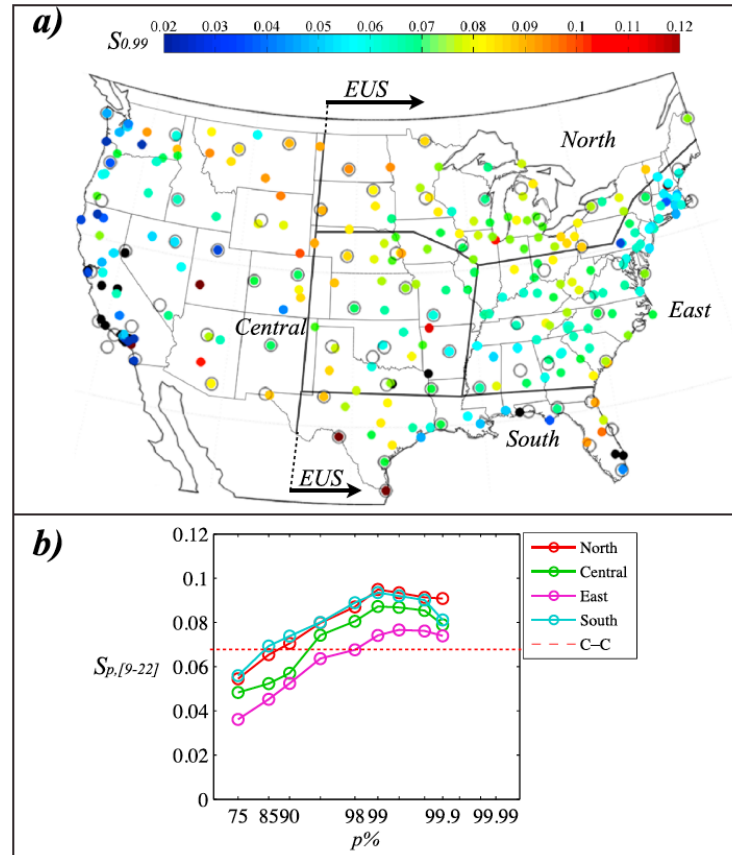 a)
S0.99
0.02 0.03 0.04 0.05 0.06 0.07 0.08 0.09 0.1 0.11 0.12
EUS
North
Central
East
South
EUS
b)
0.12
0.1
0.08
0.06
0.04
0.02
0
Sp,[9-22]
75 8590 98 99 99.9 99.99
p%
North
Central
East
South
C–C